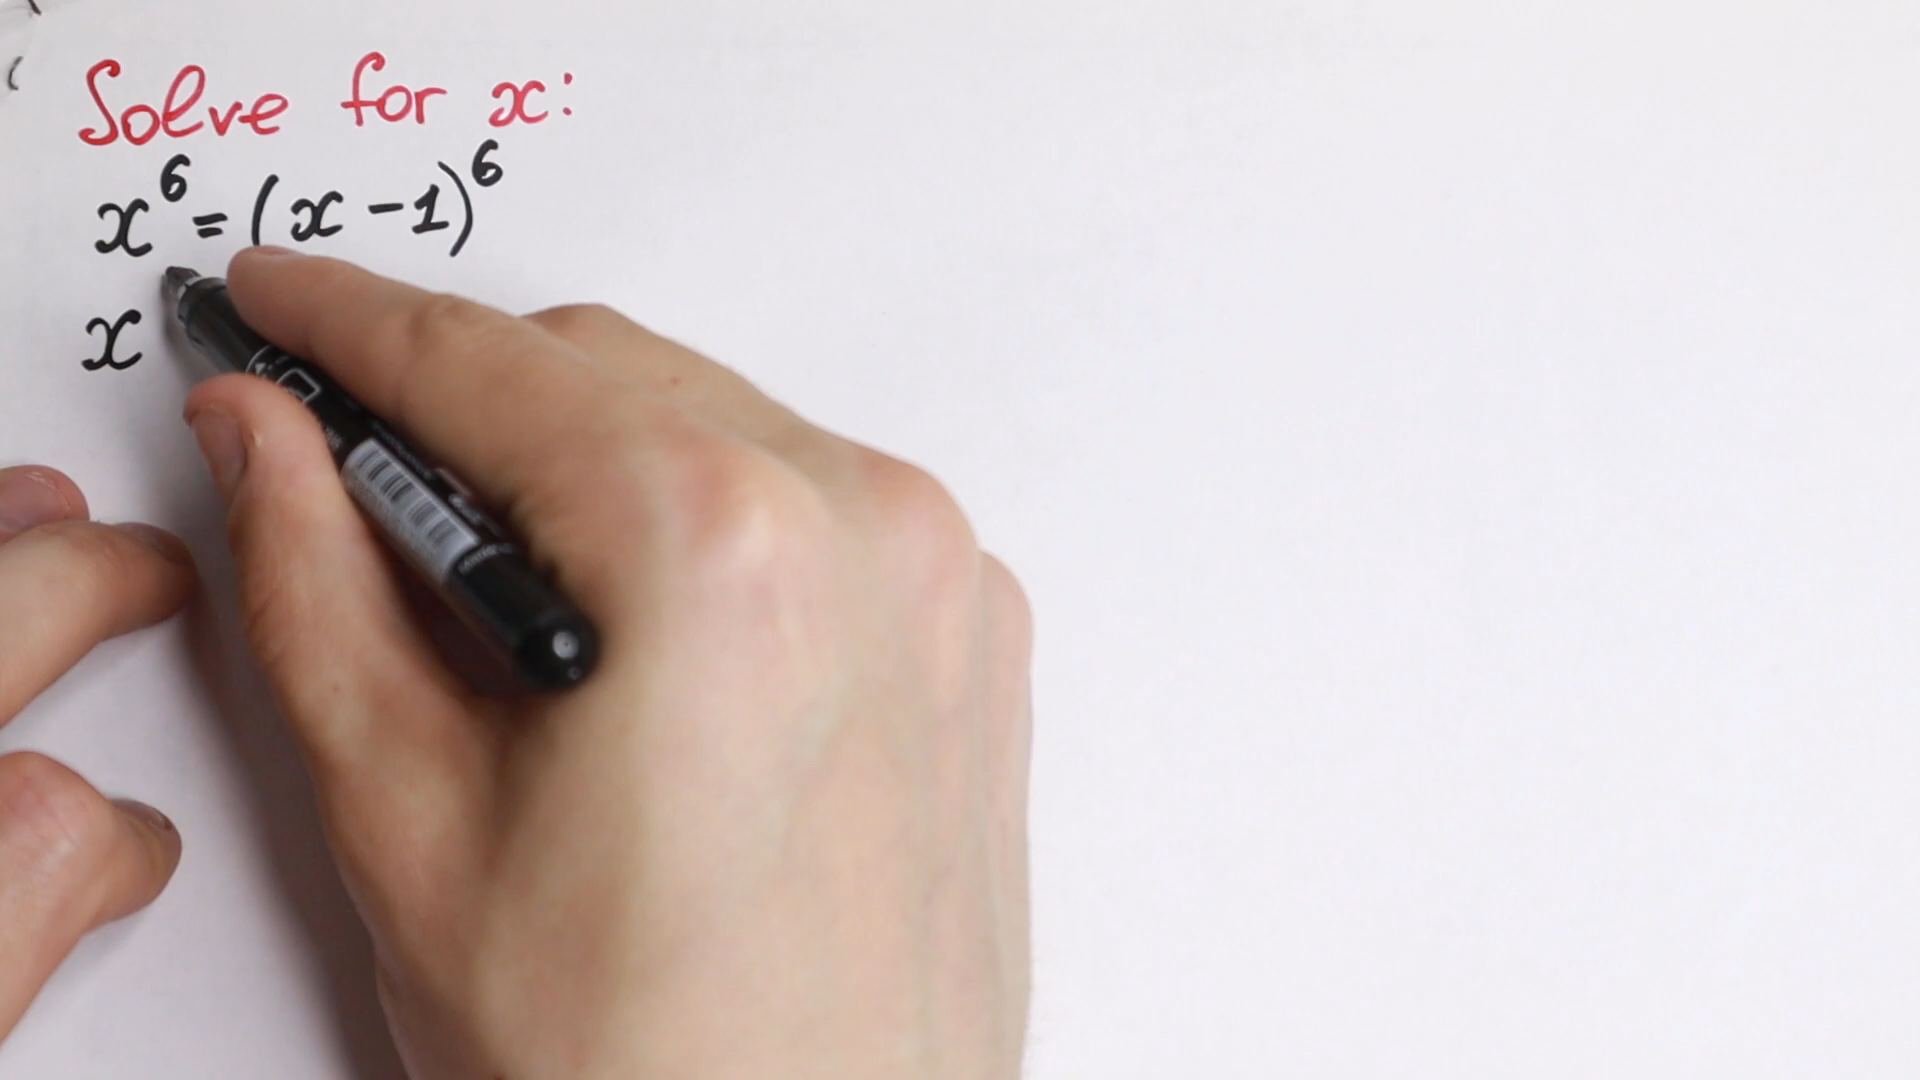 Solve for x:
x⁶=(x-1)⁶
x